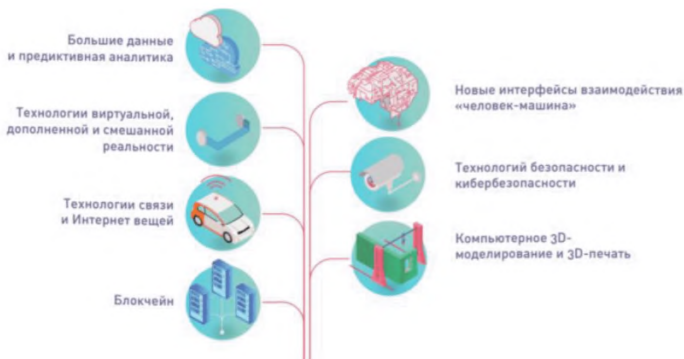 Большие данные
и предиктивная аналитика
Технологии виртуальной,
дополненной и смешанной
реальности
Технологии связи
и Интернет вещей
Блокчейн
Новые интерфейсы взаимодействия
«человек-машина»
Технологий безопасности и
кибербезопасности
Компьютерное 3D-
моделирование и 3D-печать